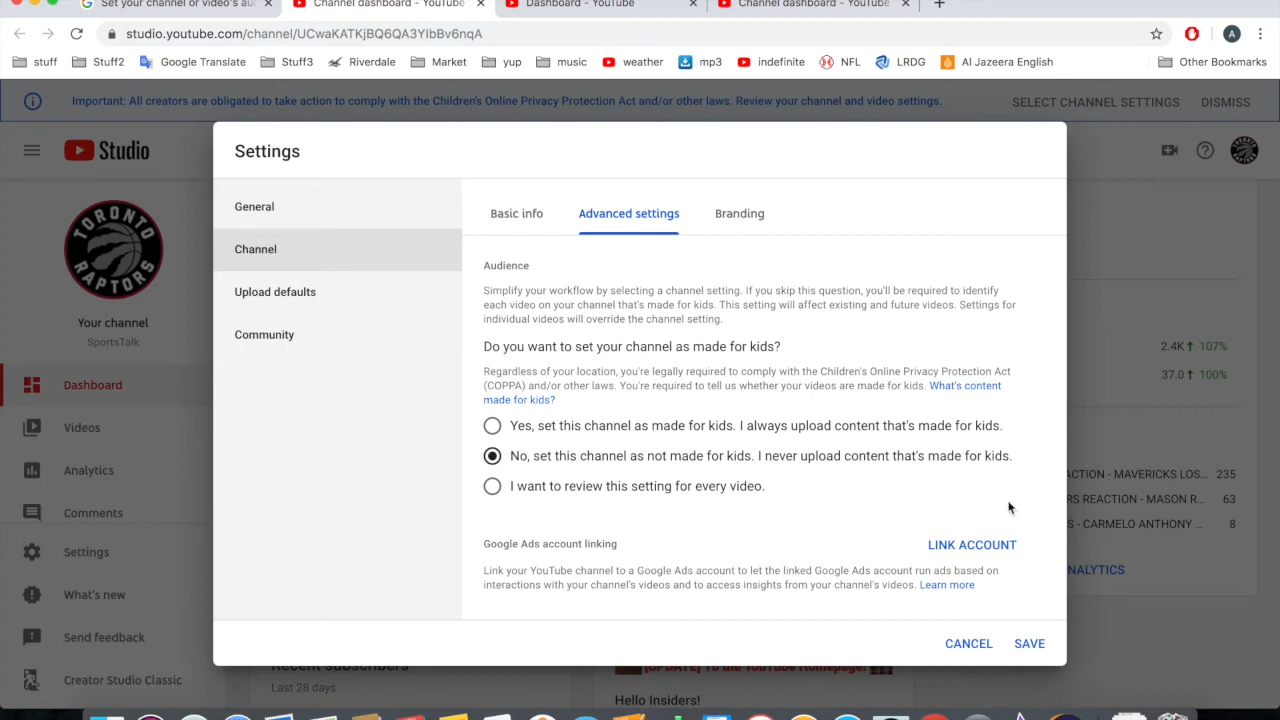 Set your channel or video's au
Channel dashboard - YouTube
Dashboard - YouTube
Channel dashboard - YouTube
studio.youtube.com/channel/UCwaKATKjBQ6QA3YIbBv6nqA
A
stuff Stuff2 Google Translate Stuff3 Riverdale Market yup music weather mp3 indefinite NFL LRDG Al Jazeera English Other Bookmarks
Important: All creators are obligated to take action to comply with the Children's Online Privacy Protection Act and/or other laws. Review your channel and video settings. SELECT CHANNEL SETTINGS DISMISS
Studio
TORONTO
RAPTORS
Your channel
SportsTalk
Dashboard
Videos
Analytics
Comments
Settings
What's new
Send feedback
Creator Studio Classic
Settings
General
Channel
Upload defaults
Community
Basic info Advanced settings Branding
Audience
Simplify your workflow by selecting a channel setting. If you skip this question, you'll be required to identify
each video on your channel that's made for kids. This setting will affect existing and future videos. Settings for
individual videos will override the channel setting.
Do you want to set your channel as made for kids?
Regardless of your location, you're legally required to comply with the Children's Online Privacy Protection Act
(COPPA) and/or other laws. You're required to tell us whether your videos are made for kids. What's content
made for kids?
Yes, set this channel as made for kids. I always upload content that's made for kids.
No, set this channel as not made for kids. I never upload content that's made for kids.
I want to review this setting for every video.
Google Ads account linking LINK ACCOUNT
Link your YouTube channel to a Google Ads account to let the linked Google Ads account run ads based on
interactions with your channel's videos and to access insights from your channel's videos. Learn more
CANCEL SAVE
2.4K 107%
37.0 100%
ACTION - MAVERICKS LOS... 235
RS REACTION - MASON R... 63
S - CARMELO ANTHONY ... 8
NALYTICS
Recent subscribers
Last 28 days
[UPDATE] To the YouTube Homepage!
Hello Insiders!